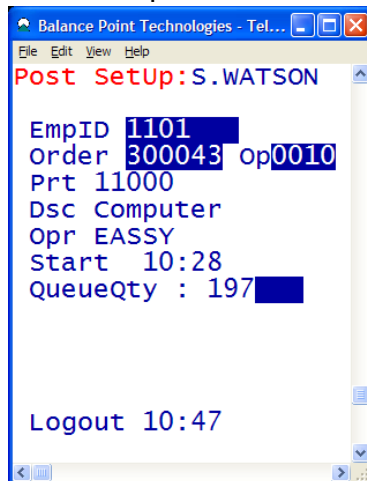 Balance Point Technologies - Tel...
File Edit View Help
Post SetUp:S.WATSON
EmpID 1101
Order 300043 Op0010
Prt 11000
Dsc Computer
Opr EASSY
Start 10:28
QueueQty : 197
Logout 10:47